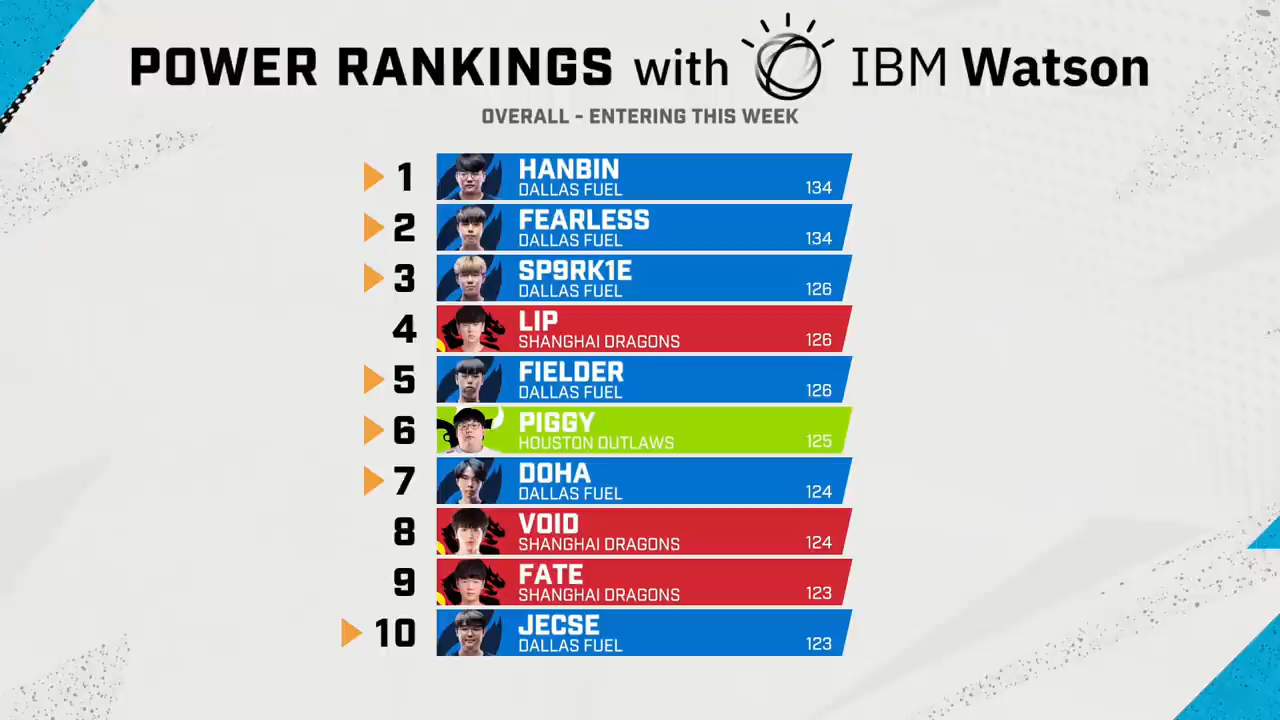 POWER RANKINGS with IBM Watson
OVERALL - ENTERING THIS WEEK
1 HANBIN
DALLAS FUEL 134
2 FEARLESS
DALLAS FUEL 134
3 SP9RK1E
DALLAS FUEL 126
4 LIP
SHANGHAI DRAGONS 126
5 FIELDER
DALLAS FUEL 126
6 PIGGY
HOUSTON OUTLAWS 125
7 DOHA
DALLAS FUEL 124
8 VOID
SHANGHAI DRAGONS 124
9 FATE
SHANGHAI DRAGONS 123
10 JECSE
DALLAS FUEL 123